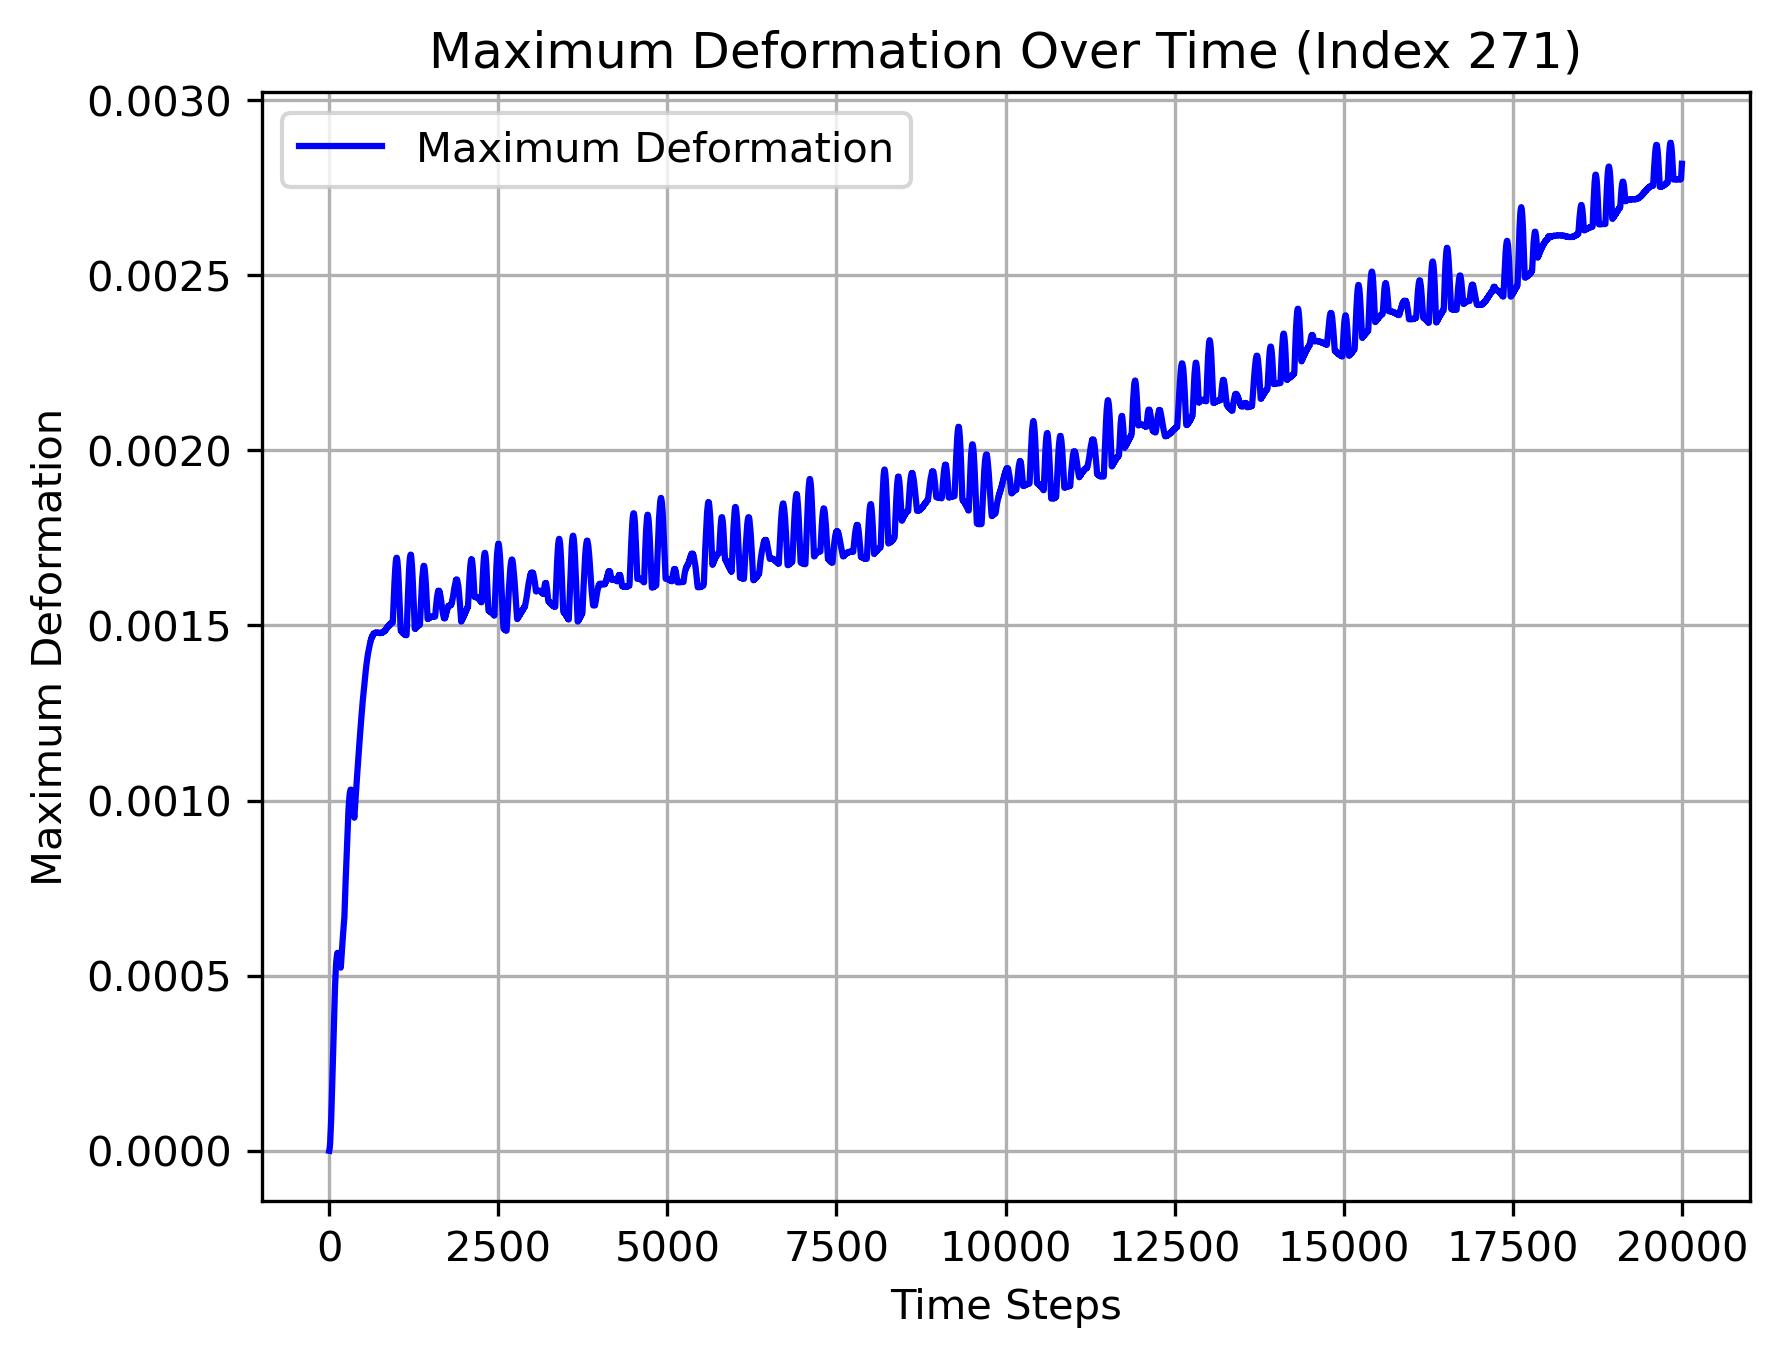 Maximum Deformation Over Time (Index 271)
Maximum Deformation
0.0030
0.0025
0.0020
0.0015
0.0010
0.0005
0.0000
Maximum Deformation
0 2500 5000 7500 10000 12500 15000 17500 20000
Time Steps